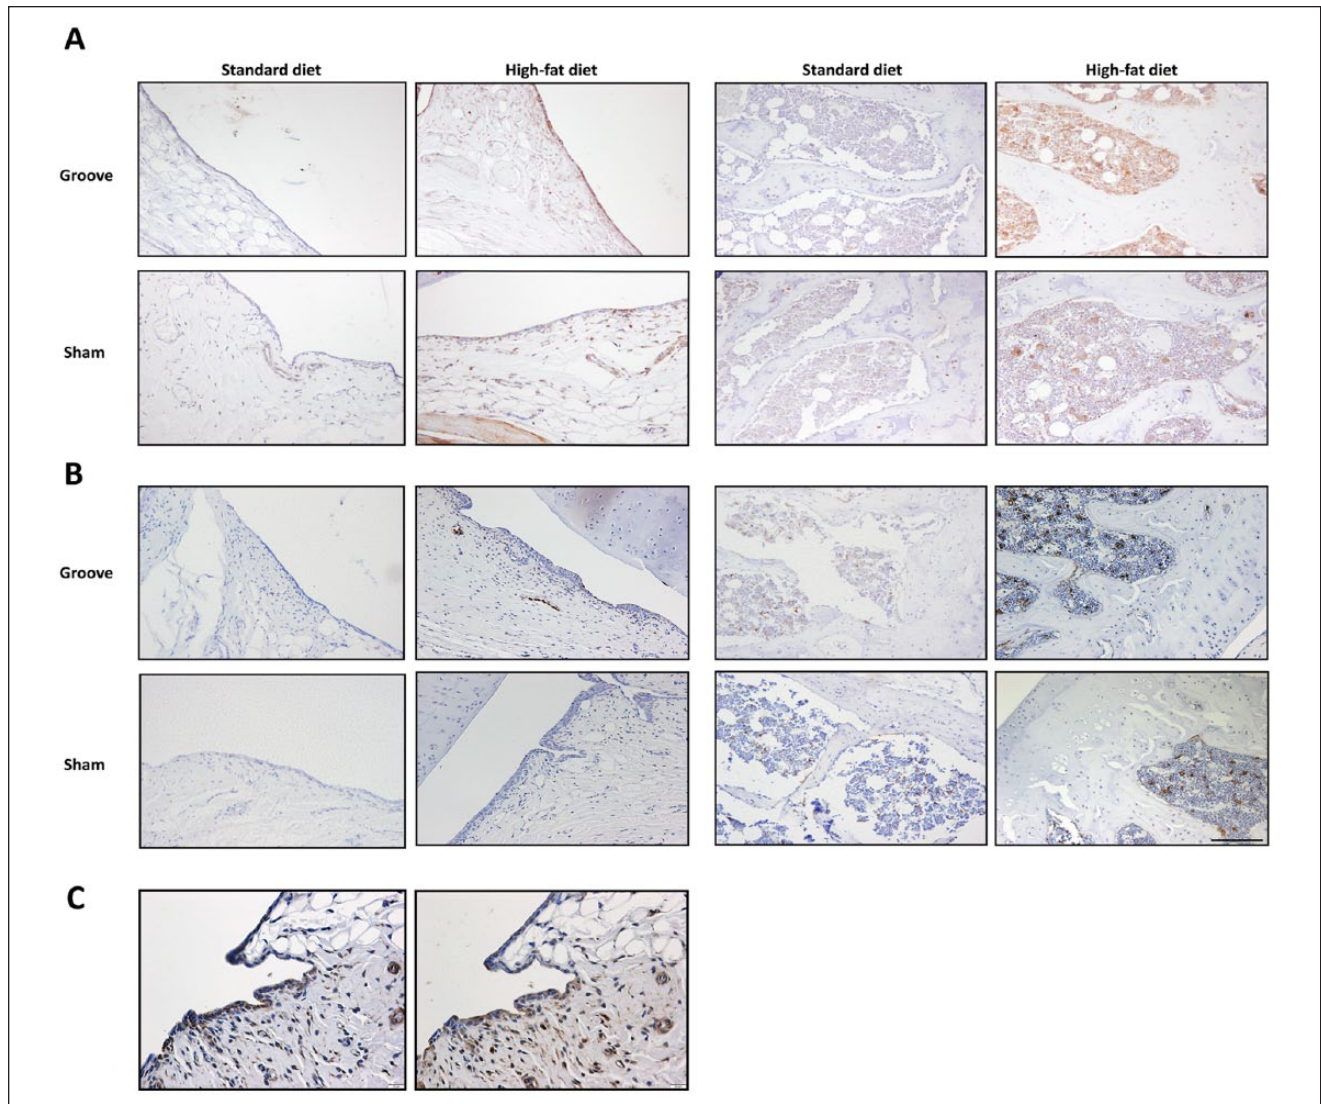 A
Standard diet High-fat diet Standard diet High-fat diet
Groove
Sham
B
Groove
Sham
C